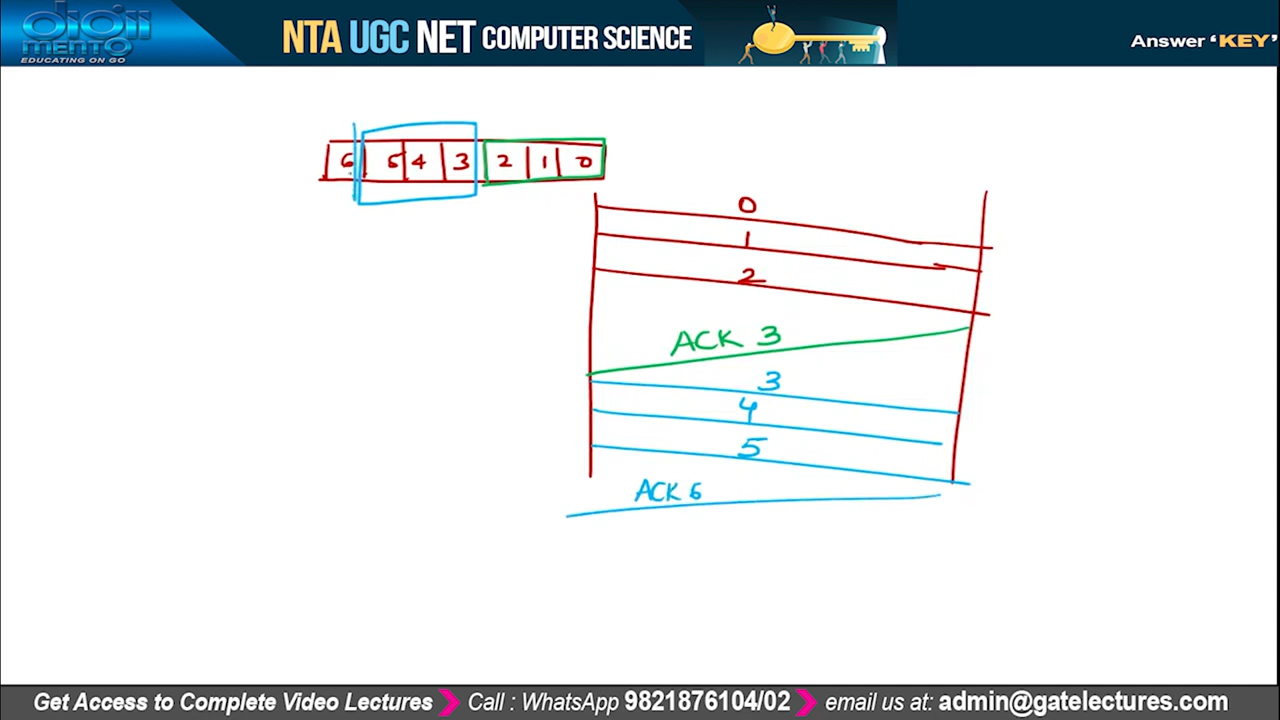 didji
MENTO
EDUCATING ON GO
NTA UGC NET COMPUTER SCIENCE
Answer ‘KEY’
6 5 4 3 2 1 0
0
1
2
ACK 3
3
4
5
ACK 6
Get Access to Complete Video Lectures Call : WhatsApp 9821876104/02 email us at: admin@gatelectures.com